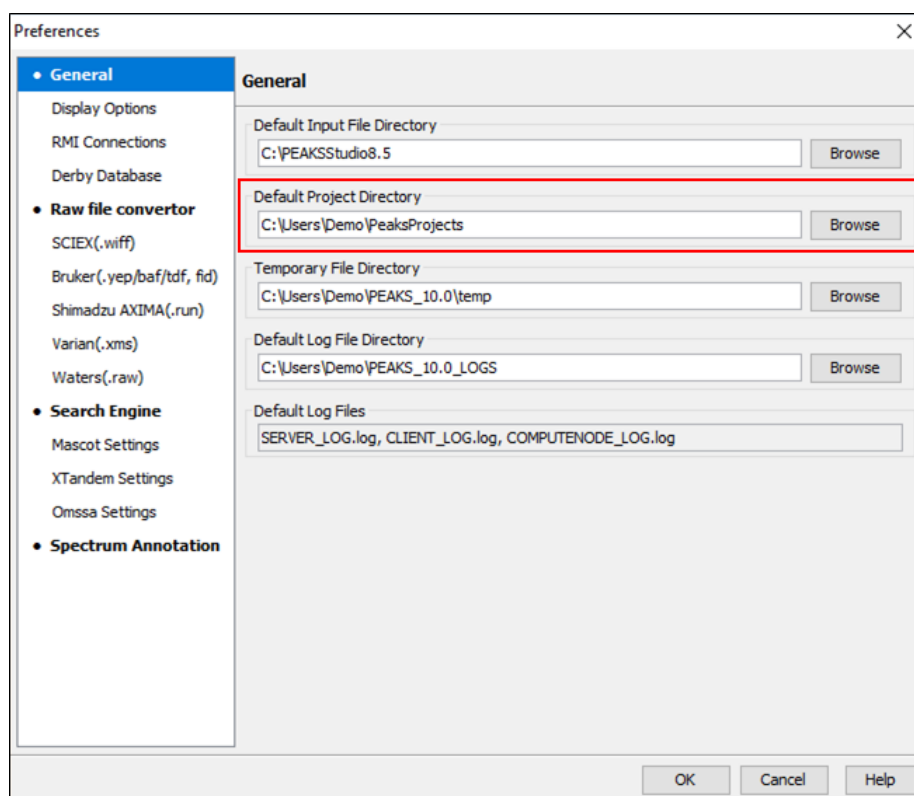 Preferences
General
Display Options
RMI Connections
Derby Database
Raw file convertor
SCIEX(.wiff)
Bruker(.yep/baf/tdf, fid)
Shimadzu AXIMA(.run)
Varian(.xms)
Waters(.raw)
Search Engine
Mascot Settings
XTandem Settings
Omssa Settings
Spectrum Annotation
General
Default Input File Directory
C:\PEAKSStudio8.5
Browse
Default Project Directory
C:\Users\Demo\PeaksProjects
Browse
Temporary File Directory
C:\Users\Demo\PEAKS_10.0\temp
Browse
Default Log File Directory
C:\Users\Demo\PEAKS_10.0_LOGS
Browse
Default Log Files
SERVER_LOG.log, CLIENT_LOG.log, COMPUTENODE_LOG.log
OK
Cancel
Help